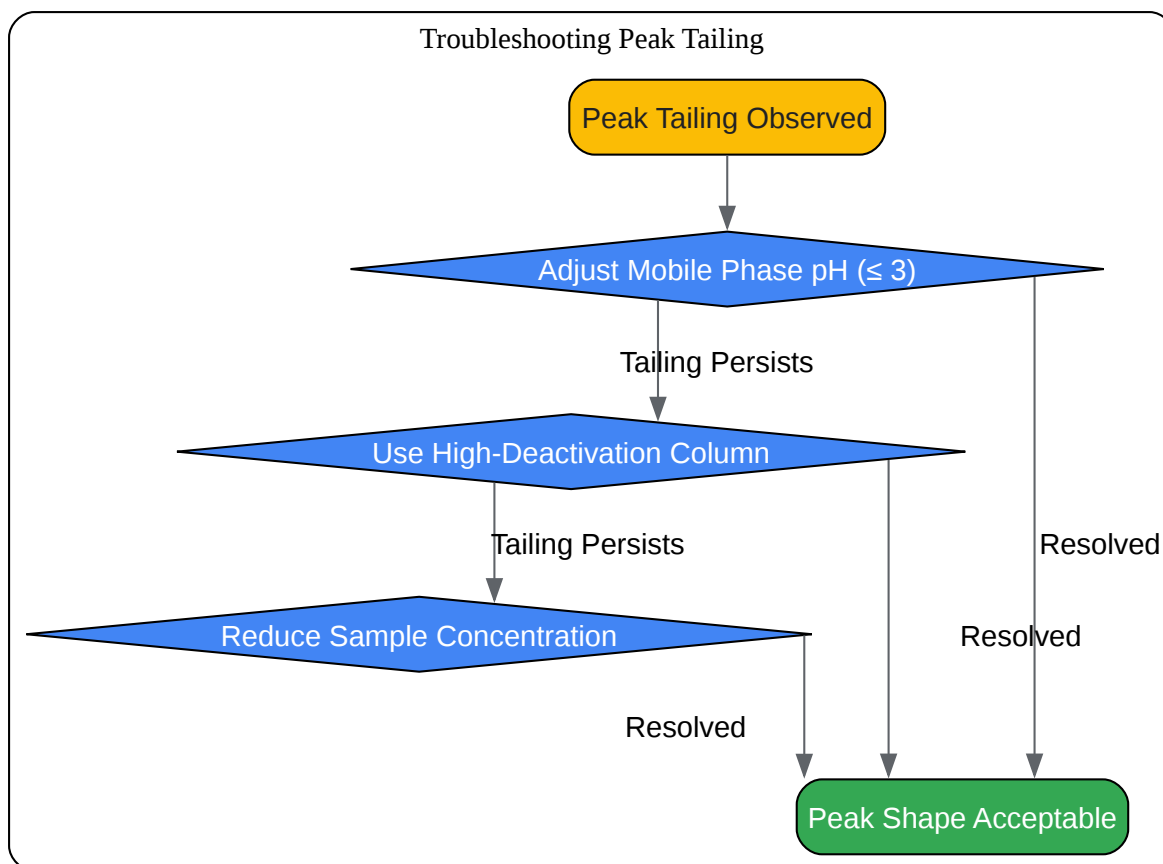 Troubleshooting Peak Tailing
Peak Tailing Observed
Adjust Mobile Phase pH (≤ 3)
Tailing Persists
Use High-Deactivation Column
Tailing Persists
Resolved
Reduce Sample Concentration
Resolved
Resolved
Peak Shape Acceptable